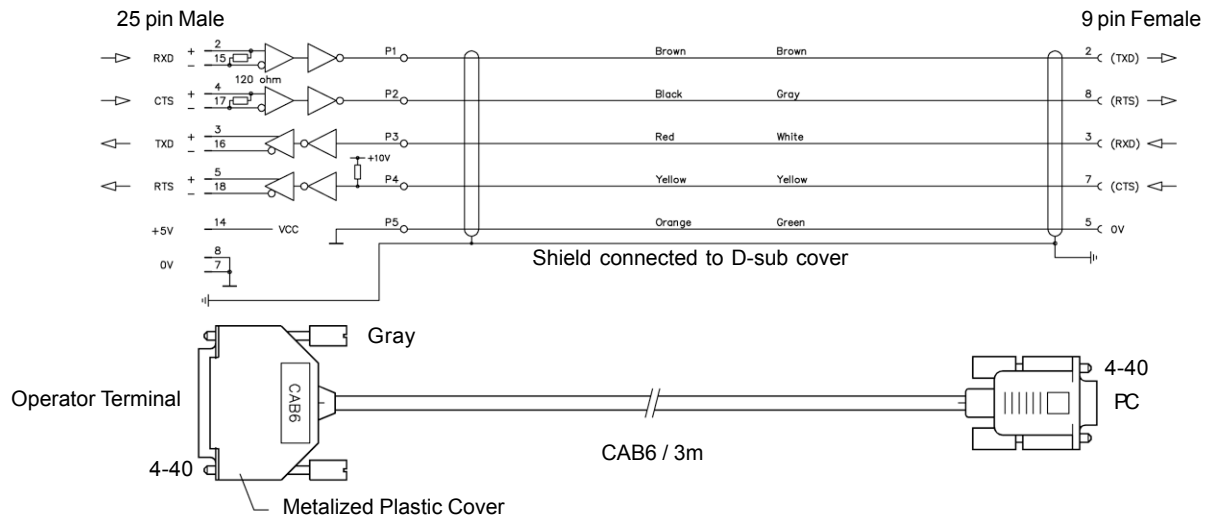 25 pin Male 9 pin Female
RXD + 2 P1 Brown Brown 2 (TXD)
− 15
120 ohm
CTS + 4 P2 Black Gray 8 (RTS)
− 17
TXD + 3 P3 Red White 3 (RXD)
− 16
+10V
RTS + 5 P4 Yellow Yellow 7 (CTS)
− 18
+5V 14 VCC P5 Orange Green 5 0V
Shield connected to D-sub cover
0V 8
7
Gray
4-40
Operator Terminal CAB6 PC
CAB6 / 3m
4-40
Metalized Plastic Cover